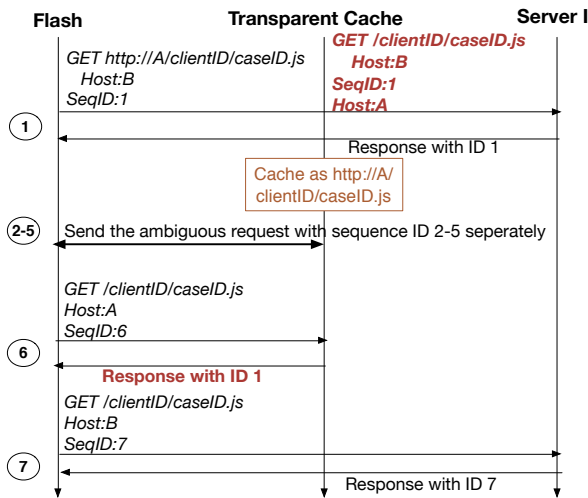 Flash
Transparent Cache
Server I
GET http://A/clientID/caseID.js
Host:B
SeqID:1
GET /clientID/caseID.js
Host:B
SeqID:1
Host:A
1
Response with ID 1
Cache as http://A/
clientID/caseID.js
2-5
Send the ambiguous request with sequence ID 2-5 seperately
GET /clientID/caseID.js
Host:A
SeqID:6
6
Response with ID 1
GET /clientID/caseID.js
Host:B
SeqID:7
7
Response with ID 7